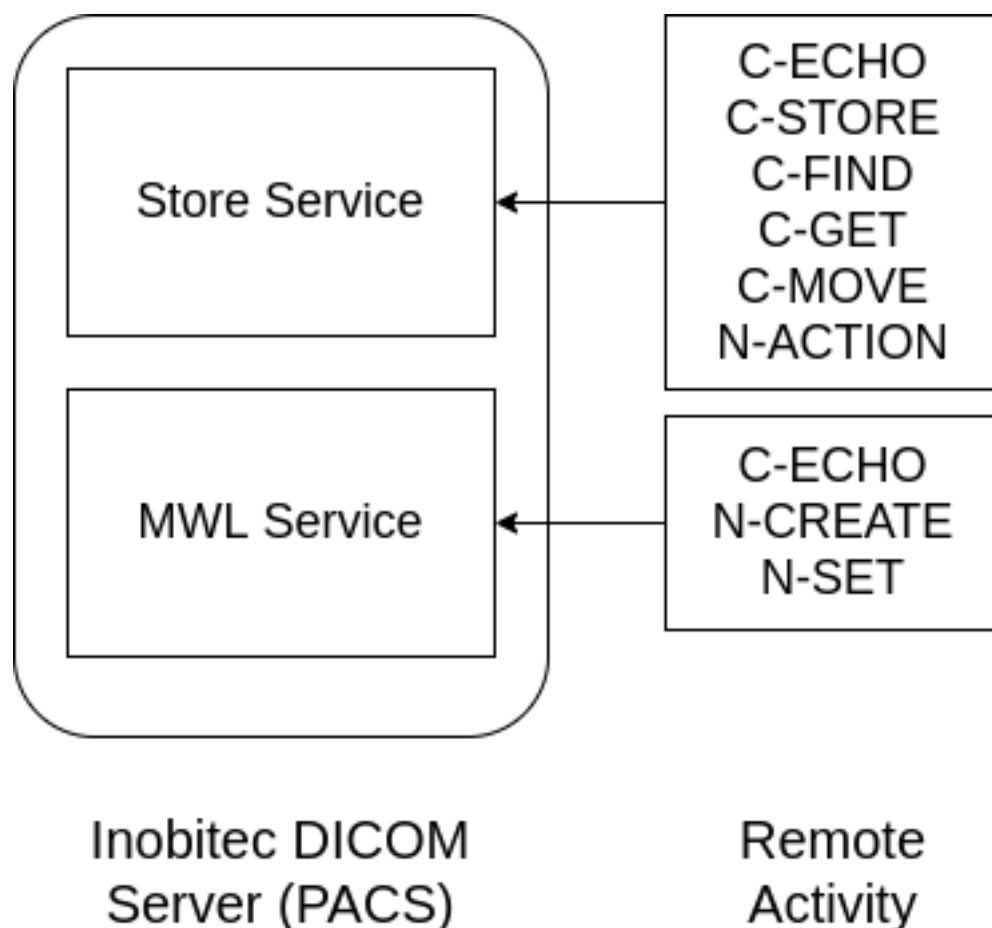 Store Service
C-ECHO
C-STORE
C-FIND
C-GET
C-MOVE
N-ACTION
MWL Service
C-ECHO
N-CREATE
N-SET
Inobitec DICOM
Server (PACS)
Remote
Activity